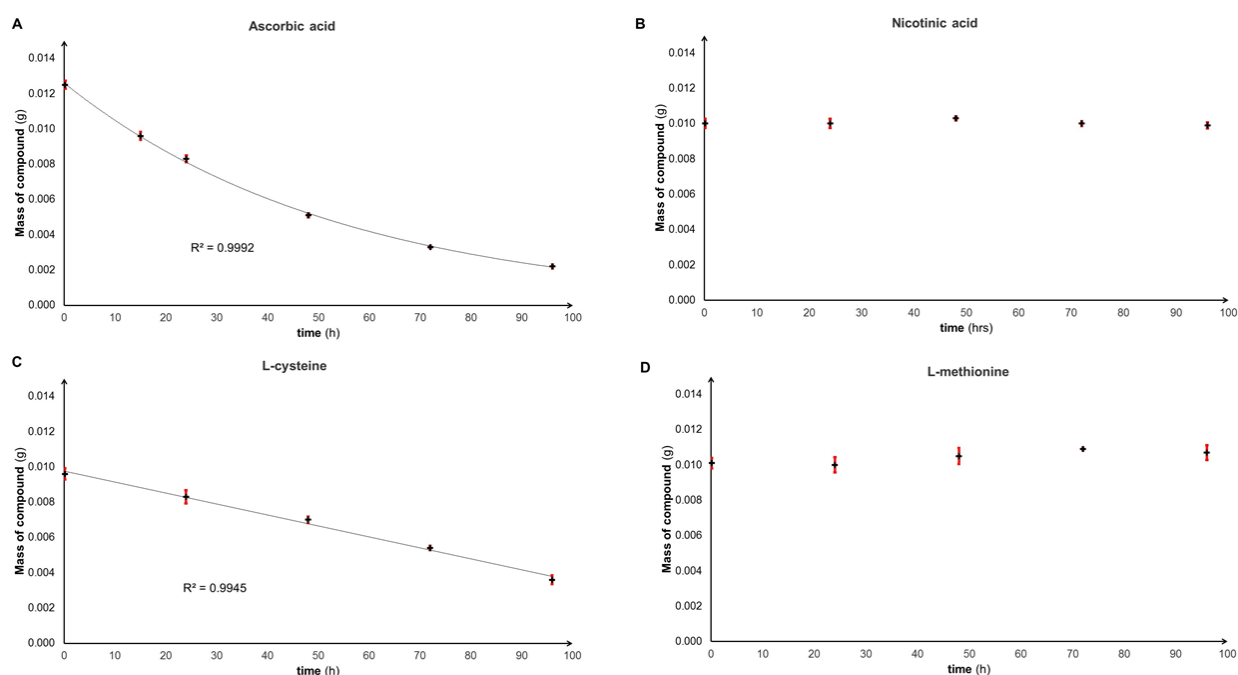 A
Ascorbic acid
Mass of compound (g)
0.014
0.012
0.010
0.008
0.006
0.004
0.002
0.000
R² = 0.9992
0 10 20 30 40 50 60 70 80 90 100
time (h)
B
Nicotinic acid
Mass of compound (g)
0.014
0.012
0.010
0.008
0.006
0.004
0.002
0.000
0 10 20 30 40 50 60 70 80 90 100
time (hrs)
C
L-cysteine
Mass of compound (g)
0.014
0.012
0.010
0.008
0.006
0.004
0.002
0.000
R² = 0.9945
0 10 20 30 40 50 60 70 80 90 100
time (h)
D
L-methionine
Mass of compound (g)
0.014
0.012
0.010
0.008
0.006
0.004
0.002
0.000
0 10 20 30 40 50 60 70 80 90 100
time (h)